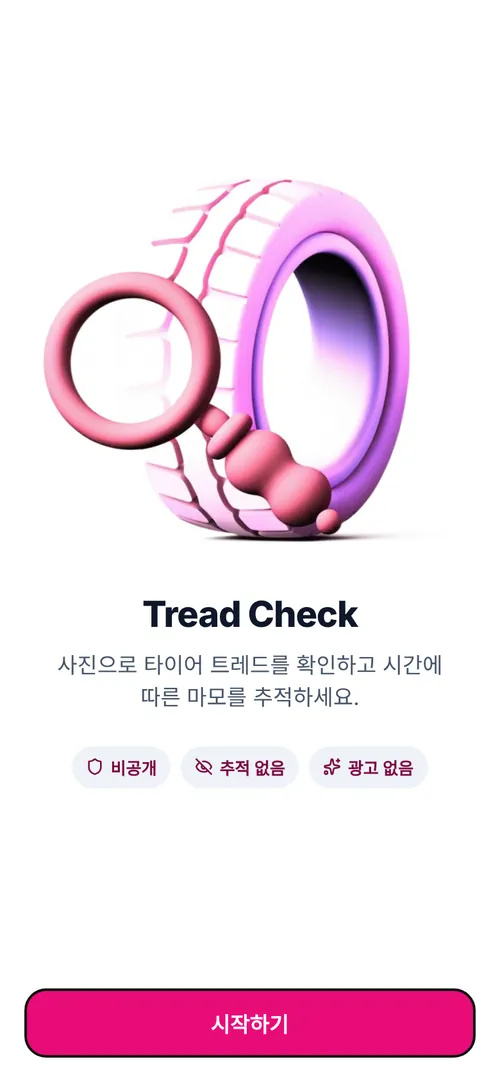 Tread Check
사진으로 타이어 트레드를 확인하고 시간에
따른 마모를 추적하세요.
비공개
추적 없음
광고 없음
시작하기